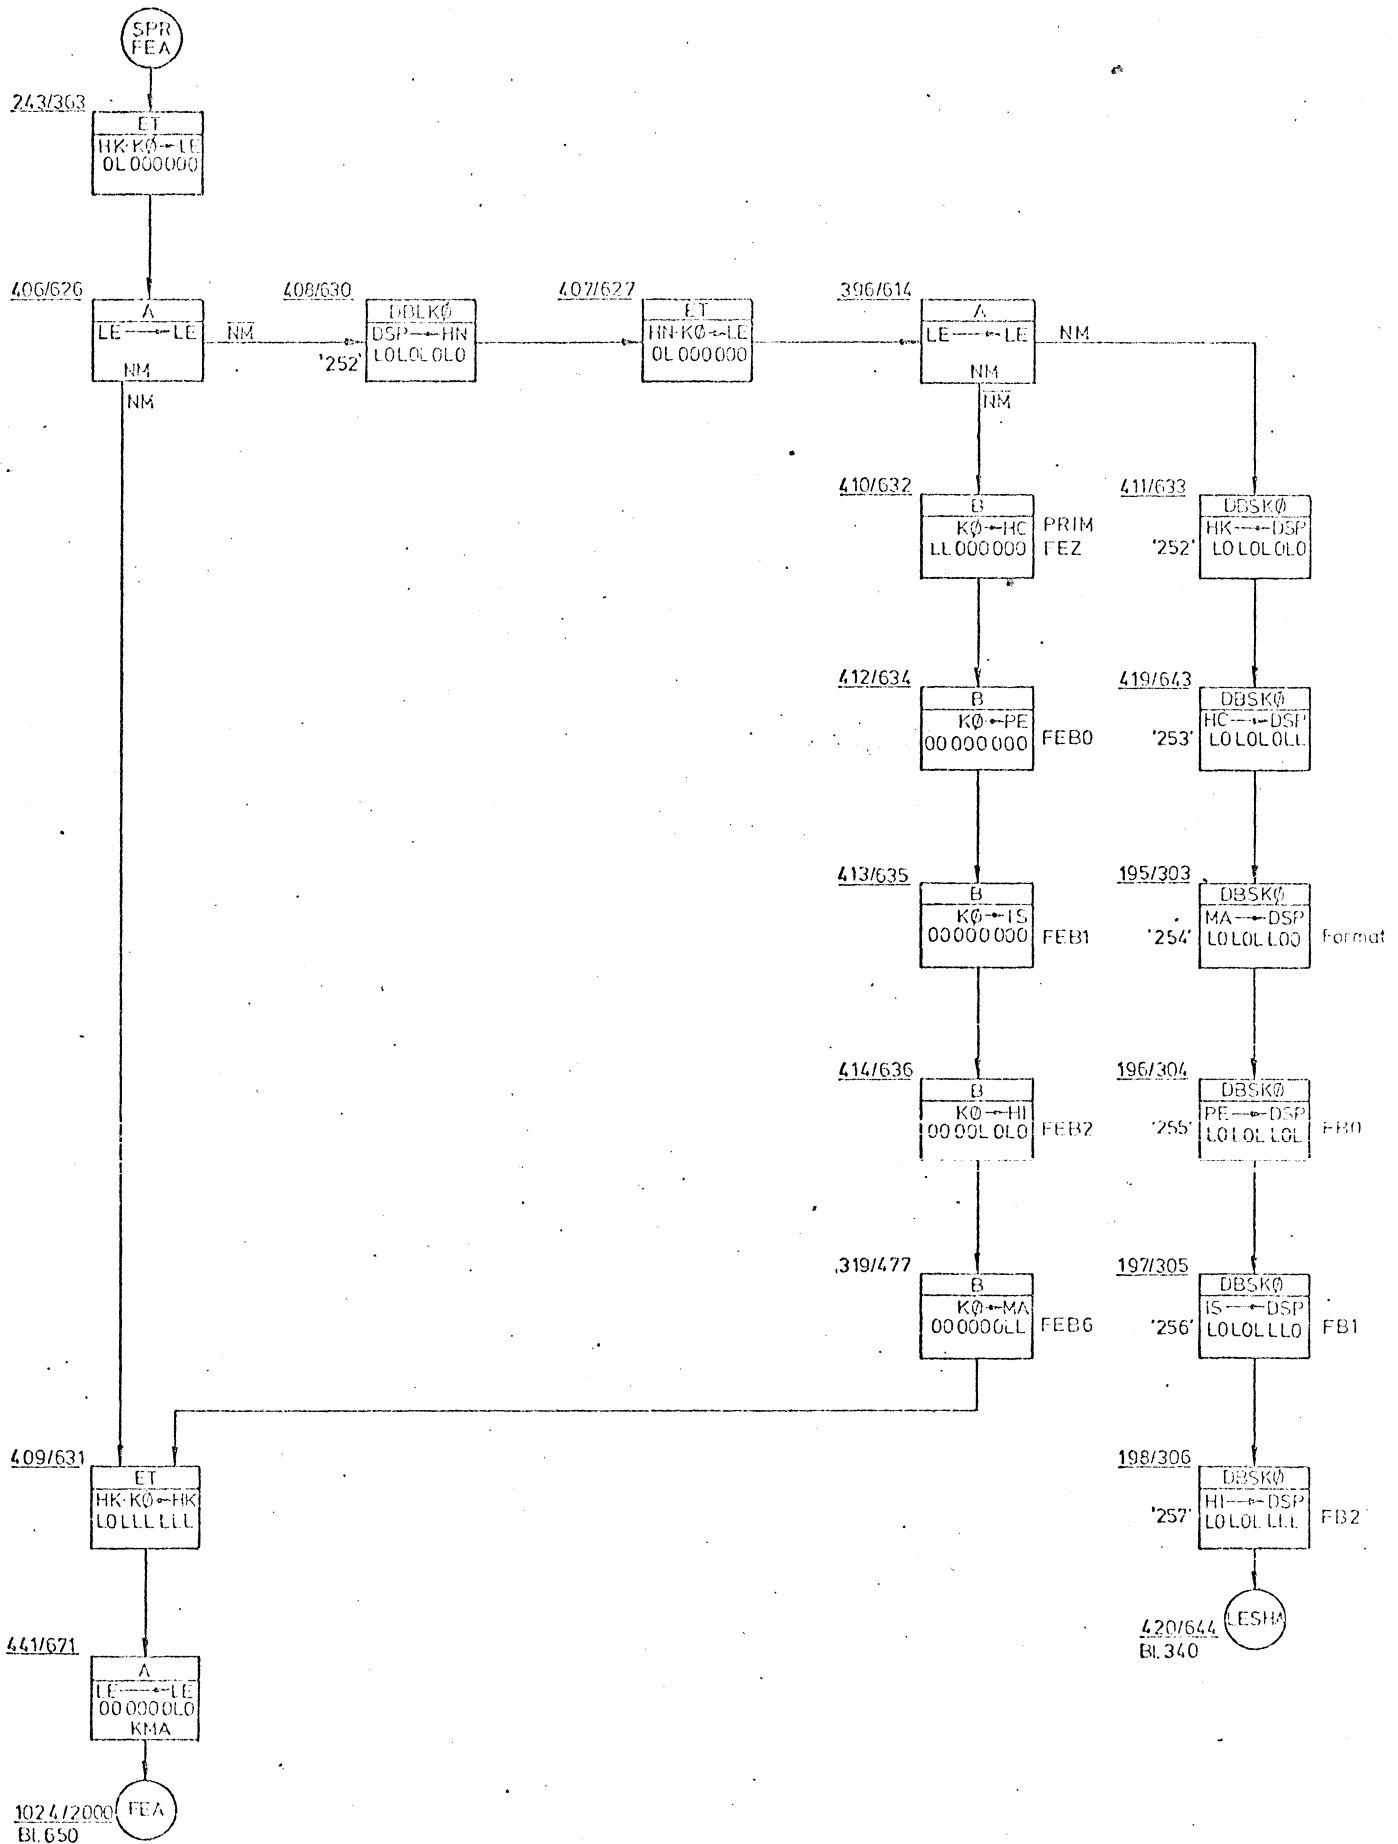 SPR
FEA
243/363
ET
HK·KØ→LE
0L000000
406/626
A
LE→LE
NM
NM
NM
408/630
DBLKØ
DSP→HN
L0L0L0L0
'252'
407/627
ET
HN·KØ→LE
0L000000
396/614
A
LE→LE
NM
NM
NM
410/632
B
KØ→HC
LL000000
PRIM
FEZ
411/633
DBSKØ
HK→DSP
L0L0L0L0
'252'
412/634
B
KØ→PE
00000000
FEB0
419/643
DBSKØ
HC→DSP
L0L0L0LL
'253'
413/635
B
KØ→IS
00000000
FEB1
195/303
DBSKØ
MA→DSP
L0L0LL00
'254'
Format
414/636
B
KØ→HI
0000L0L0
FEB2
196/304
DBSKØ
PE→DSP
L0L0LL0L
'255'
FB0
319/477
B
KØ→MA
000000LL
FEB6
197/305
DBSKØ
IS→DSP
L0L0LLL0
'256'
FB1
409/631
ET
HK·KØ→HK
L0LLLLLL
198/306
DBSKØ
HI→DSP
L0L0LLLL
'257'
FB2
420/644
Bl.340
LESHA
441/671
A
LE→LE
000000L0
KMA
1024/2000
Bl.650
FEA